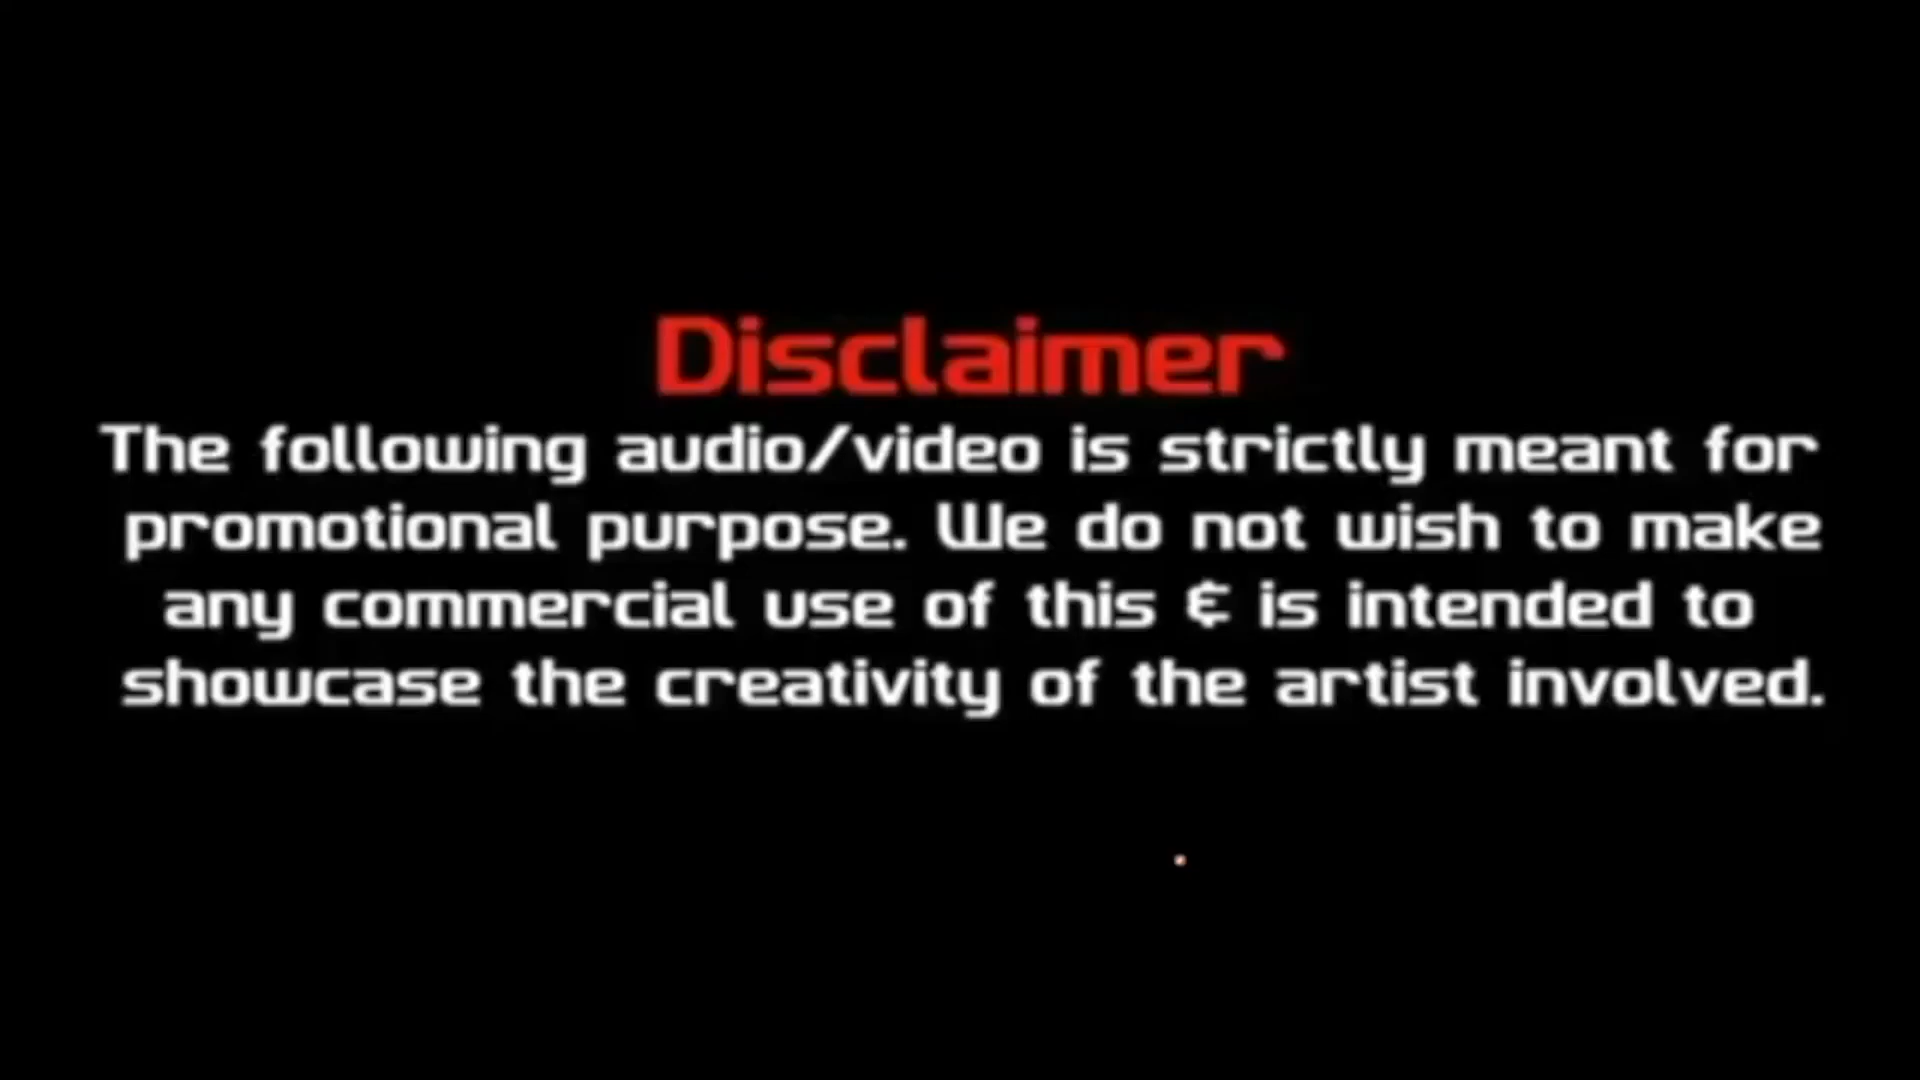 Disclaimer
The following audio/video is strictly meant for
promotional purpose. We do not wish to make
any commercial use of this & is intended to
showcase the creativity of the artist involved.